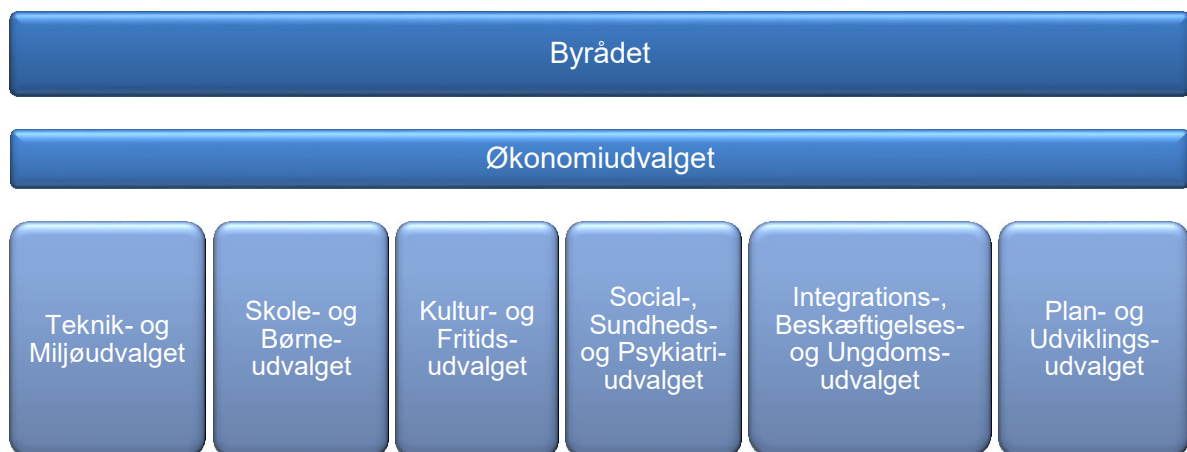 Byrådet
Økonomiudvalget
Teknik- og
Miljøudvalget
Skole- og
Børne-
udvalget
Kultur- og
Fritids-
udvalget
Social-,
Sundheds-
og Psykiatri-
udvalget
Integrations-,
Beskæftigelses-
og Ungdoms-
udvalget
Plan- og
Udviklings-
udvalget